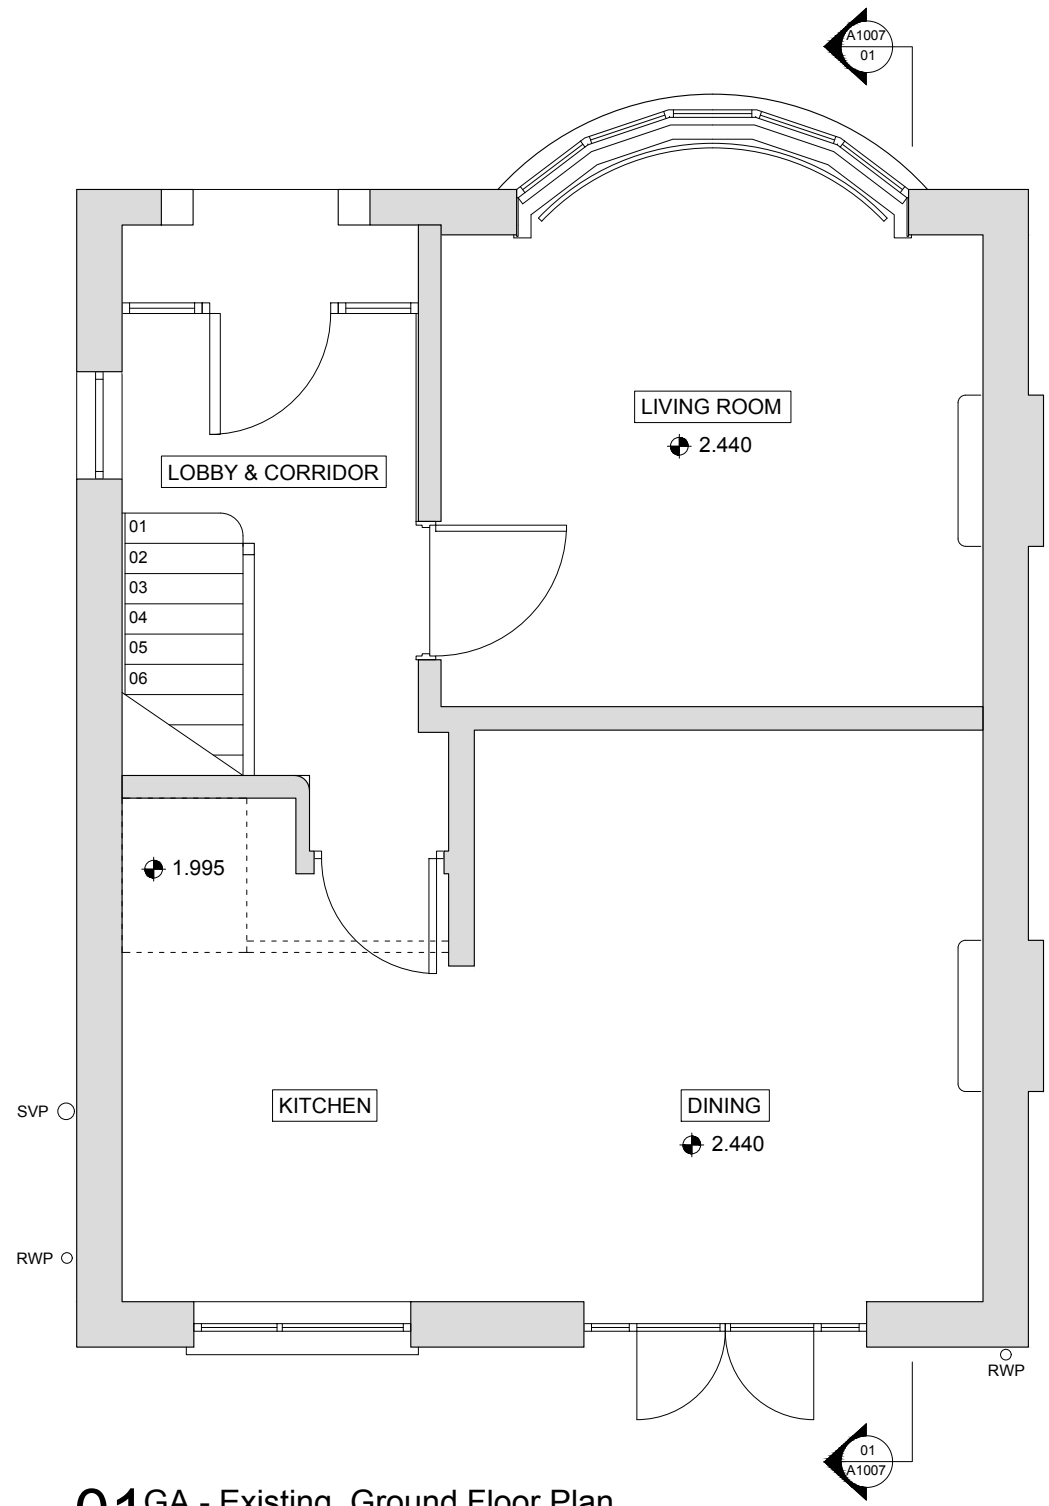 A1007
01
LIVING ROOM
2.440
LOBBY & CORRIDOR
01
02
03
04
05
06
1.995
KITCHEN
DINING
2.440
SVP
RWP
RWP
01
A1007
01 GA - Existing Ground Floor Plan